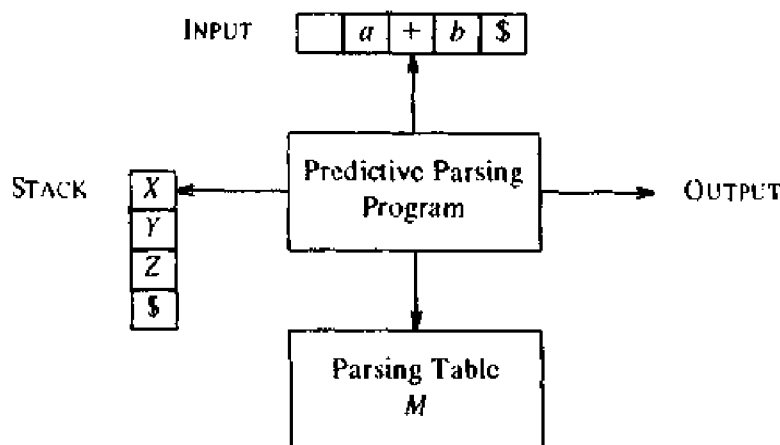 INPUT a + b $
Predictive Parsing
Program
STACK X
Y
Z
$
OUTPUT
Parsing Table
M